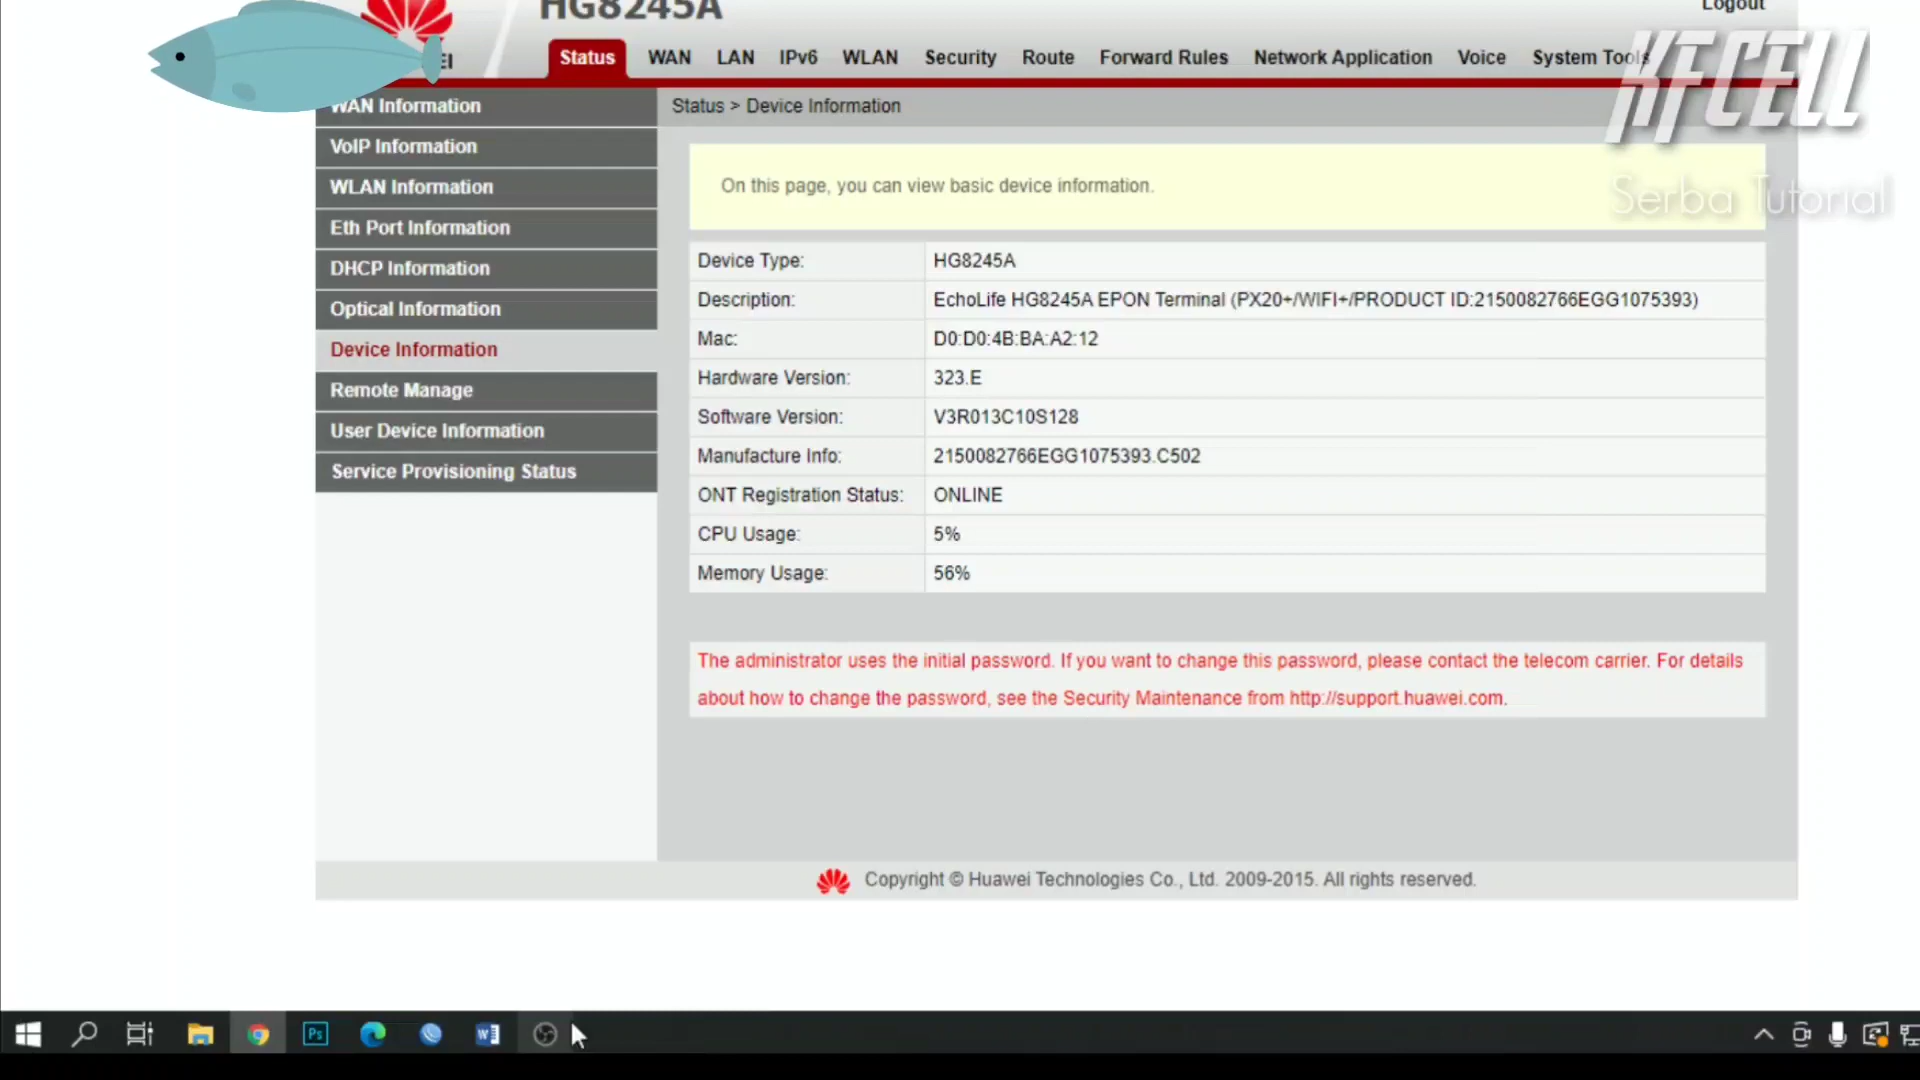 HG8245A
Logout
EI
Status WAN LAN IPv6 WLAN Security Route Forward Rules Network Application Voice System Tools
KFCELL
Serba Tutorial
WAN Information
VoIP Information
WLAN Information
Eth Port Information
DHCP Information
Optical Information
Device Information
Remote Manage
User Device Information
Service Provisioning Status
Status > Device Information
On this page, you can view basic device information.
Device Type: HG8245A
Description: EchoLife HG8245A EPON Terminal (PX20+/WIFI+/PRODUCT ID:2150082766EGG1075393)
Mac: D0:D0:4B:BA:A2:12
Hardware Version: 323.E
Software Version: V3R013C10S128
Manufacture Info: 2150082766EGG1075393.C502
ONT Registration Status: ONLINE
CPU Usage: 5%
Memory Usage: 56%
The administrator uses the initial password. If you want to change this password, please contact the telecom carrier. For details
about how to change the password, see the Security Maintenance from http://support.huawei.com.
Copyright © Huawei Technologies Co., Ltd. 2009-2015. All rights reserved.
Ps
W